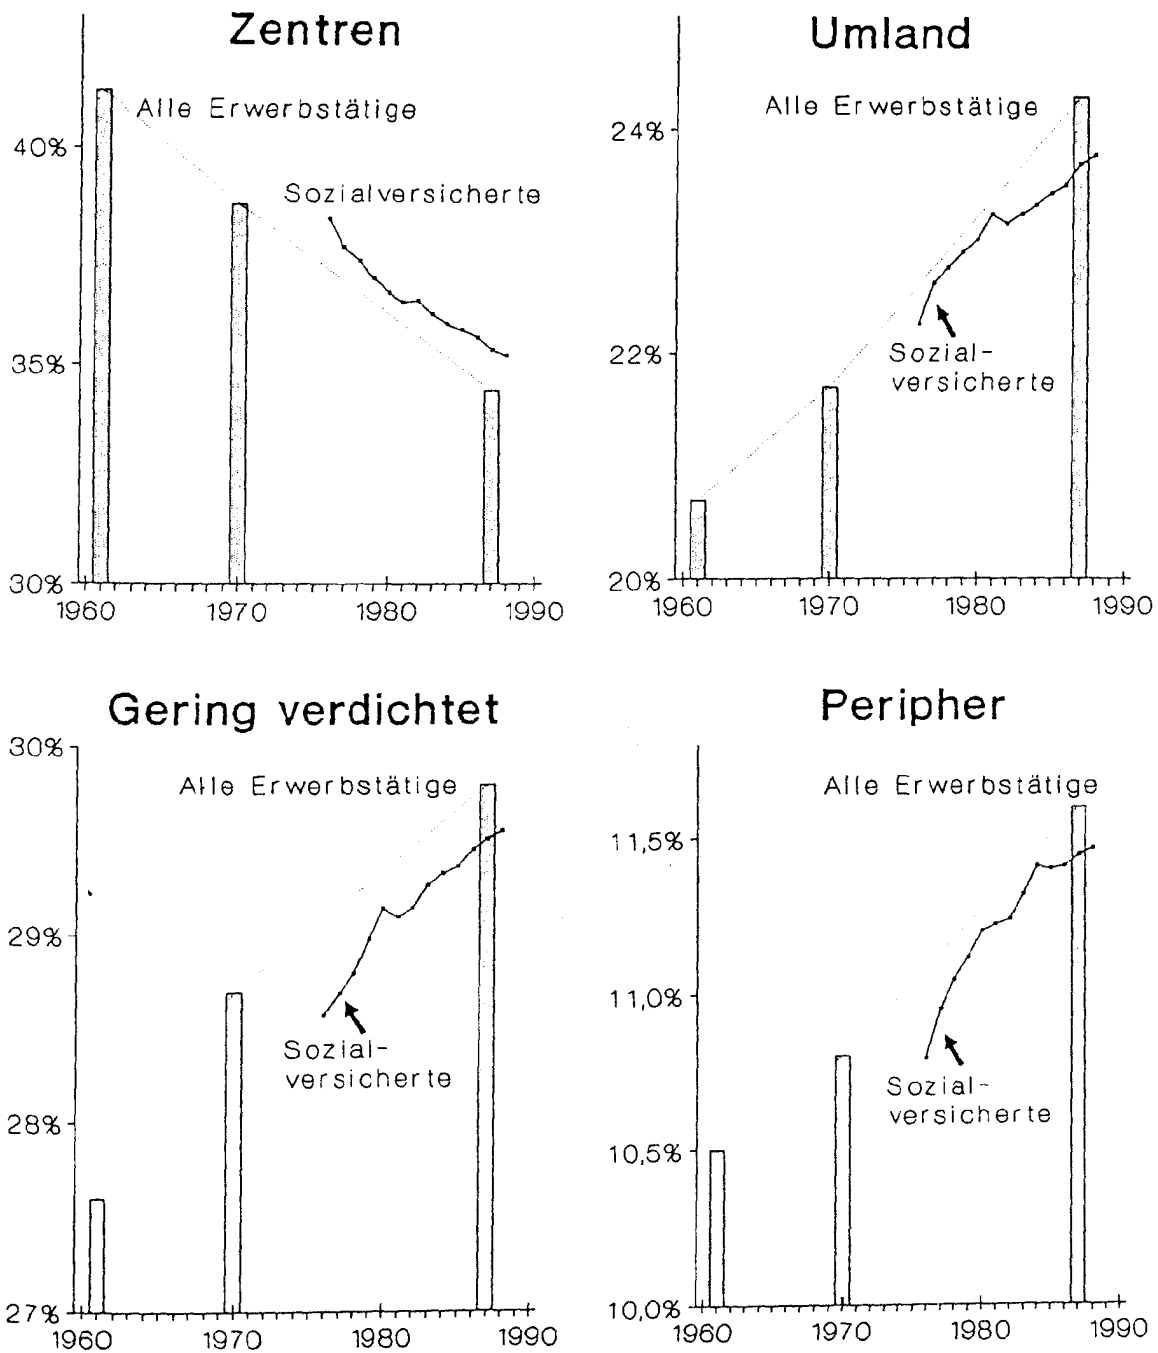 Zentren
Alle Erwerbstätige
40%
Sozialversicherte
35%
30%
1960 1970 1980 1990
Umland
Alle Erwerbstätige
24%
22%
Sozial-
versicherte
20%
1960 1970 1980 1990
Gering verdichtet
30%
Alle Erwerbstätige
29%
Sozial-
versicherte
28%
27%
1960 1970 1980 1990
Peripher
Alle Erwerbstätige
11,5%
11,0%
Sozial-
versicherte
10,5%
10,0%
1960 1970 1980 1990